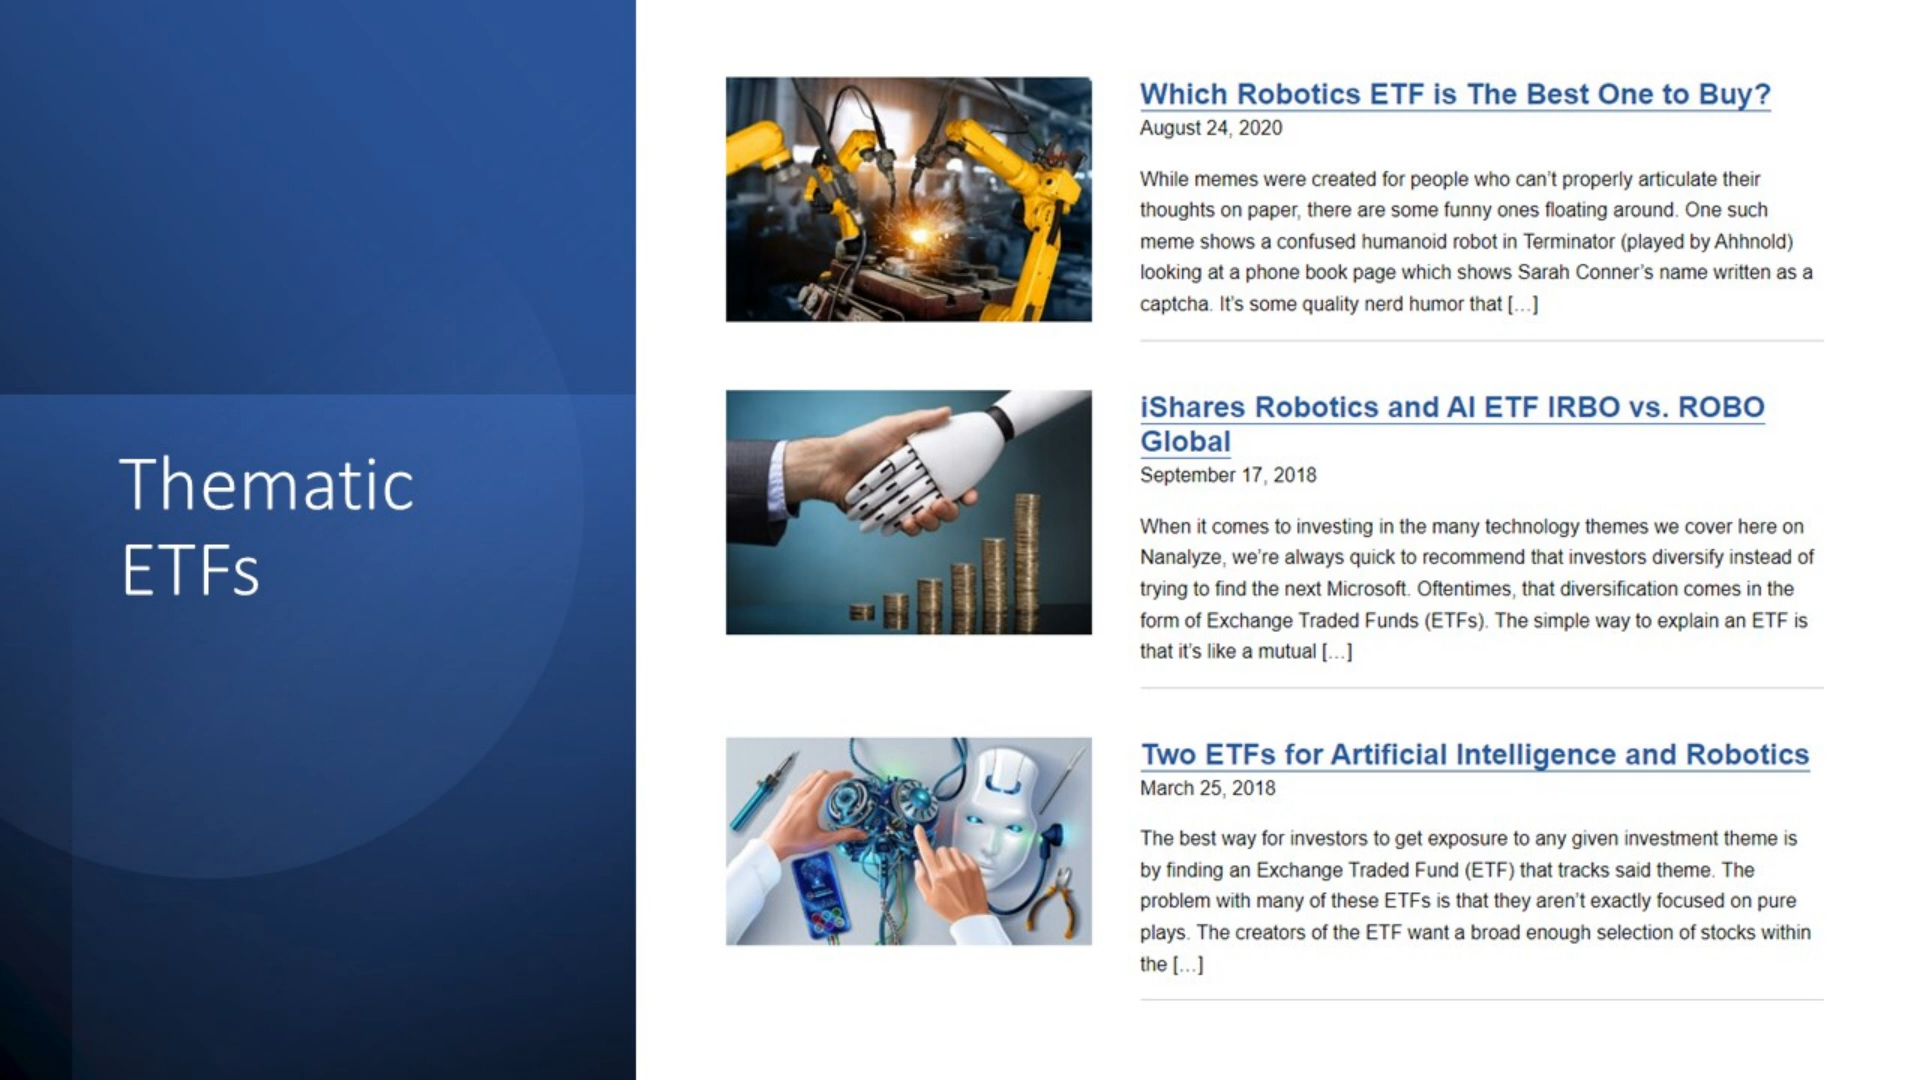 Thematic
ETFs
Which Robotics ETF is The Best One to Buy?
August 24, 2020
While memes were created for people who can't properly articulate their
thoughts on paper, there are some funny ones floating around. One such
meme shows a confused humanoid robot in Terminator (played by Ahhnold)
looking at a phone book page which shows Sarah Conner's name written as a
captcha. It's some quality nerd humor that [...]
iShares Robotics and AI ETF IRBO vs. ROBO
Global
September 17, 2018
When it comes to investing in the many technology themes we cover here on
Nanalyze, we're always quick to recommend that investors diversify instead of
trying to find the next Microsoft. Oftentimes, that diversification comes in the
form of Exchange Traded Funds (ETFs). The simple way to explain an ETF is
that it's like a mutual [...]
Two ETFs for Artificial Intelligence and Robotics
March 25, 2018
The best way for investors to get exposure to any given investment theme is
by finding an Exchange Traded Fund (ETF) that tracks said theme. The
problem with many of these ETFs is that they aren't exactly focused on pure
plays. The creators of the ETF want a broad enough selection of stocks within
the [...]